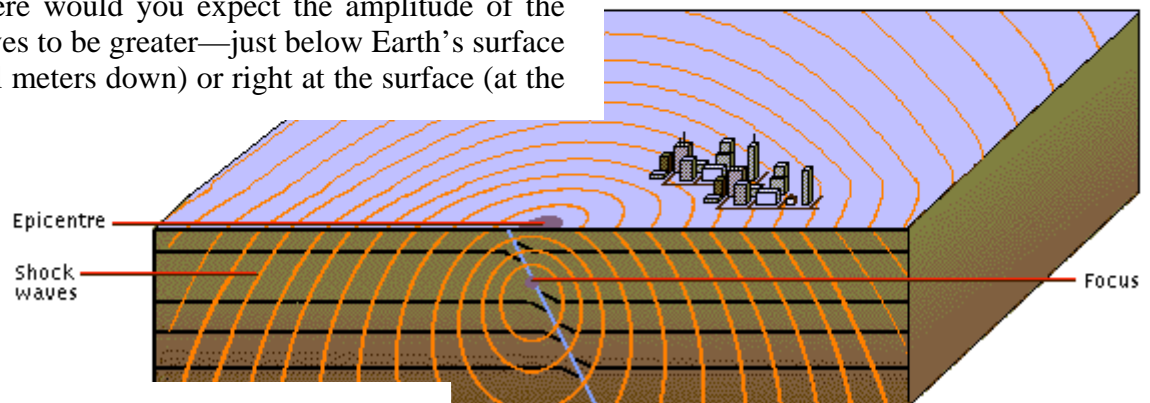 ere would you expect the amplitude of the
ves to be greater—just below Earth's surface
meters down) or right at the surface (at the
Epicentre
Shock
waves
Focus